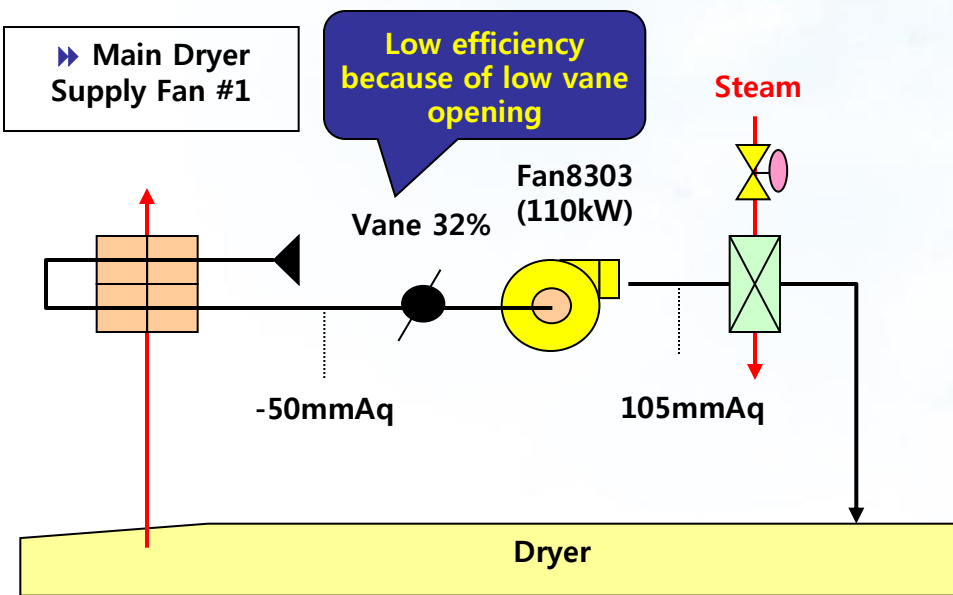 Main Dryer
Supply Fan #1
Low efficiency
because of low vane
opening
Steam
Fan8303
(110kW)
Vane 32%
-50mmAq
105mmAq
Dryer